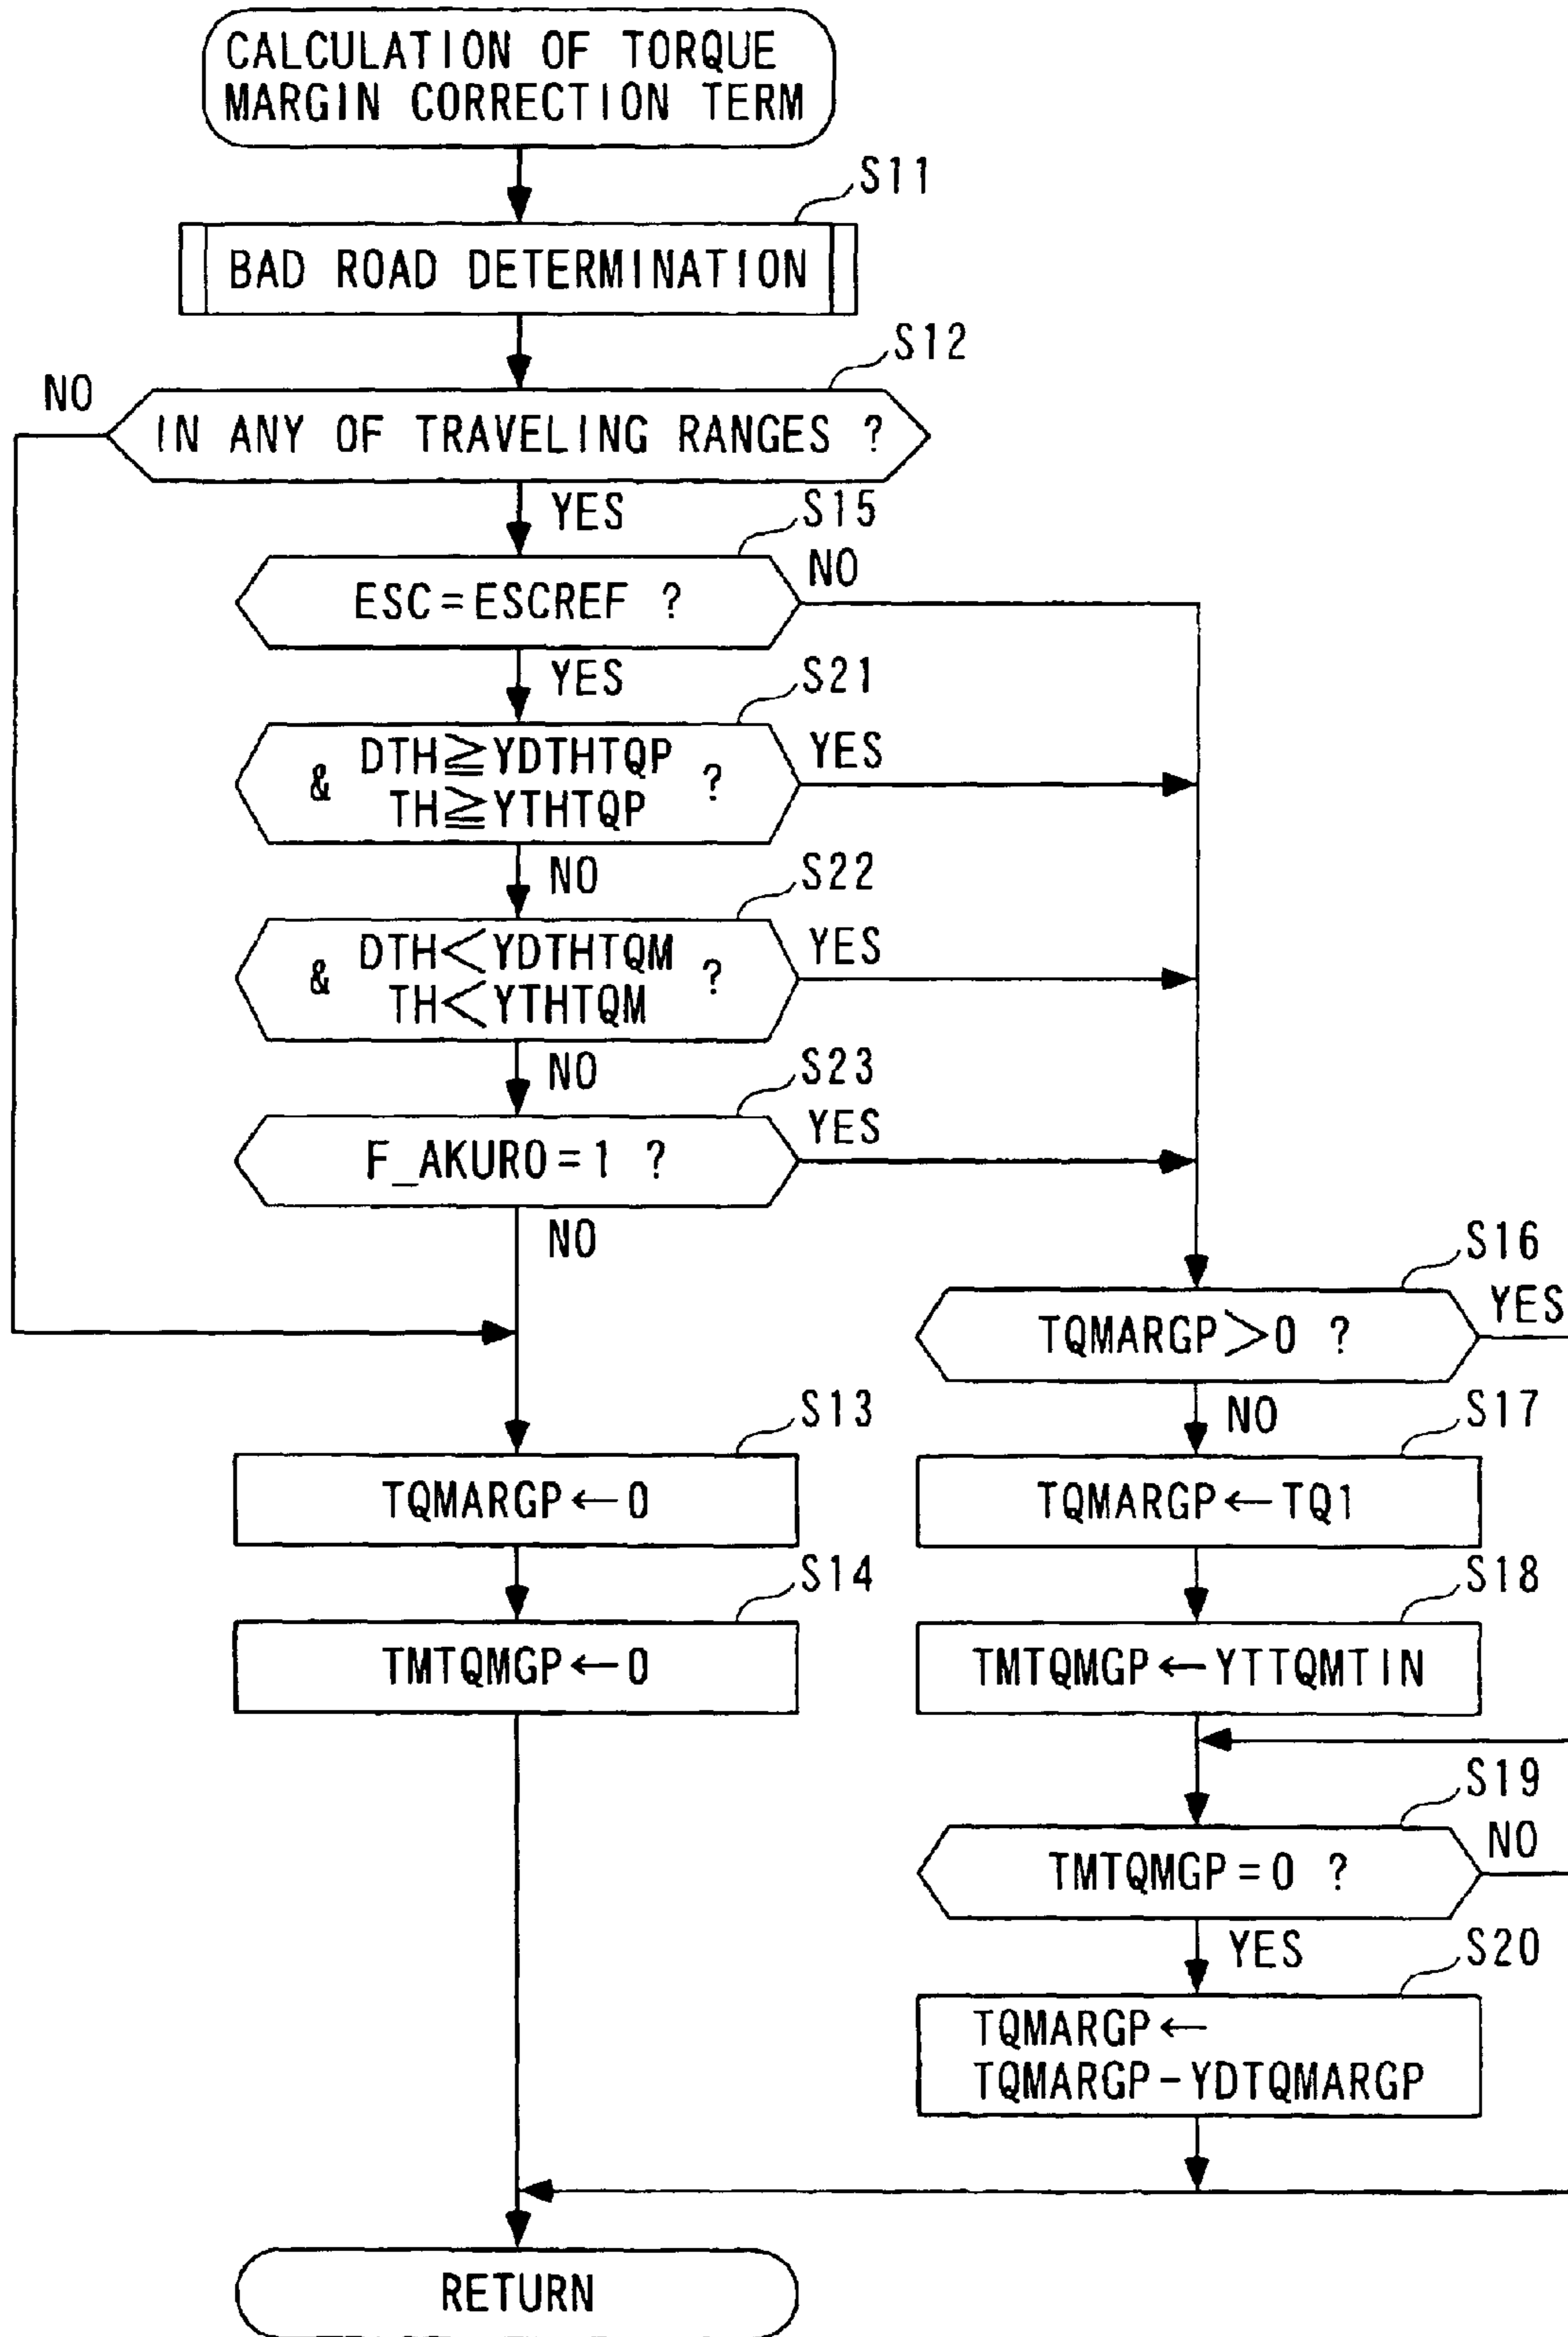 CALCULATION OF TORQUE
MARGIN CORRECTION TERM
S11
BAD ROAD DETERMINATION
S12
NO
IN ANY OF TRAVELING RANGES ?
YES
S15
NO
ESC=ESCREF ?
YES
S21
DTH≧YDTHTQP
& ?
TH≧YTHTQP
YES
NO
S22
DTH<YDTHTQM
& ?
TH<YTHTQM
YES
NO
S23
YES
F_AKURO=1 ?
NO
S16
YES
TQMARGP>0 ?
NO
S13
TQMARGP←0
S17
TQMARGP←TQ1
S14
TMTQMGP←0
S18
TMTQMGP←YTTQMTIN
S19
NO
TMTQMGP=0 ?
YES
S20
TQMARGP←
TQMARGP-YDTQMARGP
RETURN